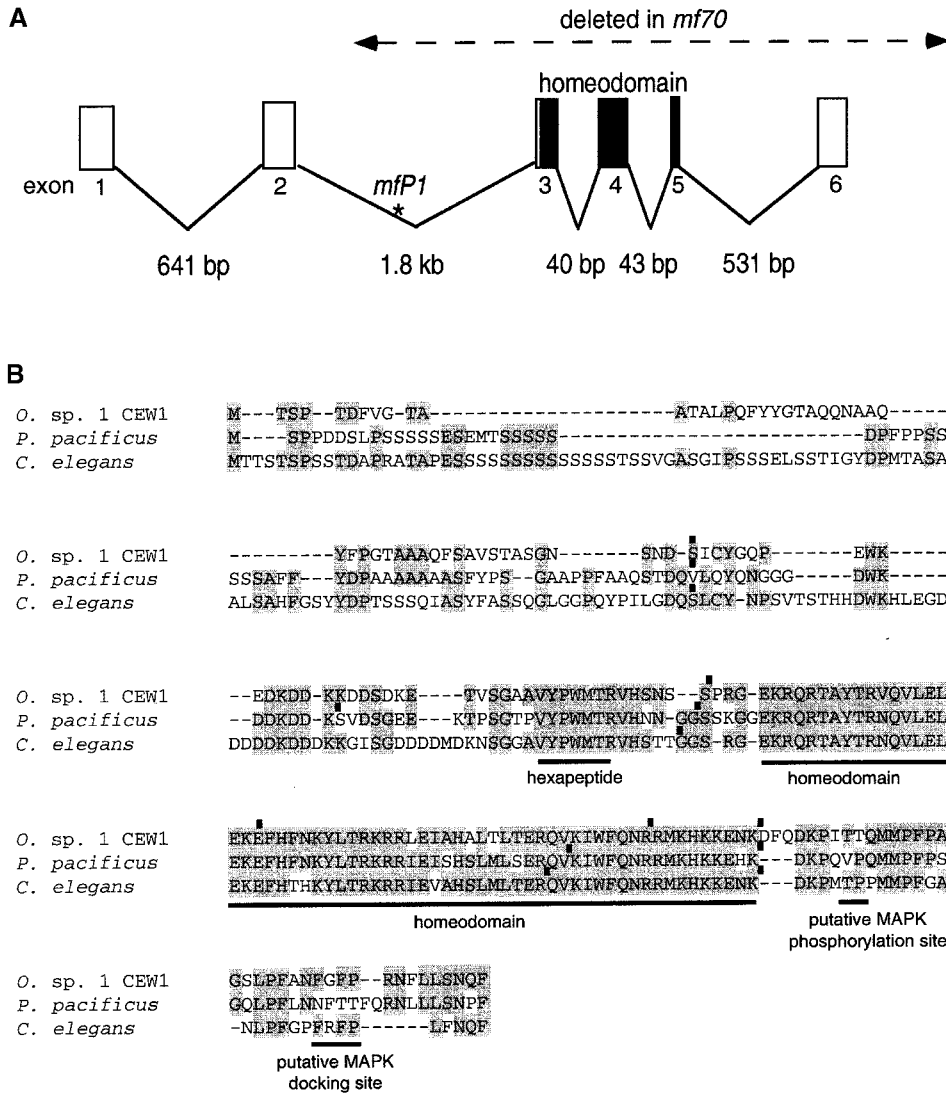 A
deleted in mf70
homeodomain
exon 1 2 mfP1 3 4 5 6
*
641 bp 1.8 kb 40 bp 43 bp 531 bp
B
O. sp. 1 CEW1 M---TSP--TDFVG-TA---------------------ATALPQFYYGTAQQNAAQ-----
P. pacificus M----SPPDDSLPSSSSSSESEMTSSSSS--------------------------DPFPPSS
C. elegans MTTSTSPSSTDAPRATAPESSSSSSSSSSSSSSSTSSVGASGIPSSSELSSTIGYDPMTASA
O. sp. 1 CEW1 ---------YFPGTAAAQFSAVSTASGN-------SND-SICYGQP-------EWK-----
P. pacificus SSSAFF---YDPAAAAAAASFYPS--GAAPPFAAQSTDQVLQYQNGGG-----DWK-----
C. elegans ALSAHFGSYYDPTSSSQIASYFASSQGLGGPQYPILGDQSLCYNPSVTSTHHDWKHLEGD
O. sp. 1 CEW1 --EDKDD-KKDDSDKE----TVSGAAVYPWMTRVHSNS--SPRG-EKRQRTAYTRVQVLEL
P. pacificus --DDKDD-KSVDSGEE---KTPSGTPVYPWMTRVHNN-GGSSKGGEKRQRTAYTRNQVLEL
C. elegans DDDDKDDDKKGISGDDDDMDKNSGGAVYPWMTRVHSTTGGS-RG-EKRQRTAYTRNQVLEL
hexapeptide
homeodomain
O. sp. 1 CEW1 EKEFHFNKYLTRKRRLEIAHALTLTERQVKIWFQNRRMKHKKENKDFQDKPITTQMMPFPA
P. pacificus EKEFHFNKYLTRKRRIEISHSLMLSERQVKIWFQNRRMKHKKEHK---DKPQVPQMMPFPS
C. elegans EKEFHTHKYLTRKRRIEVAHSLMLTERQVKIWFQNRRMKHKKENK---DKPMTPPMMPFGA
homeodomain
putative MAPK
phosphorylation site
O. sp. 1 CEW1 GSLPFANFGFP--RNFLLSNQF
P. pacificus GQLPFLNNFTTFQRNLLLSNPF
C. elegans -NLPFGPFRFP------LFNQF
putative MAPK
docking site